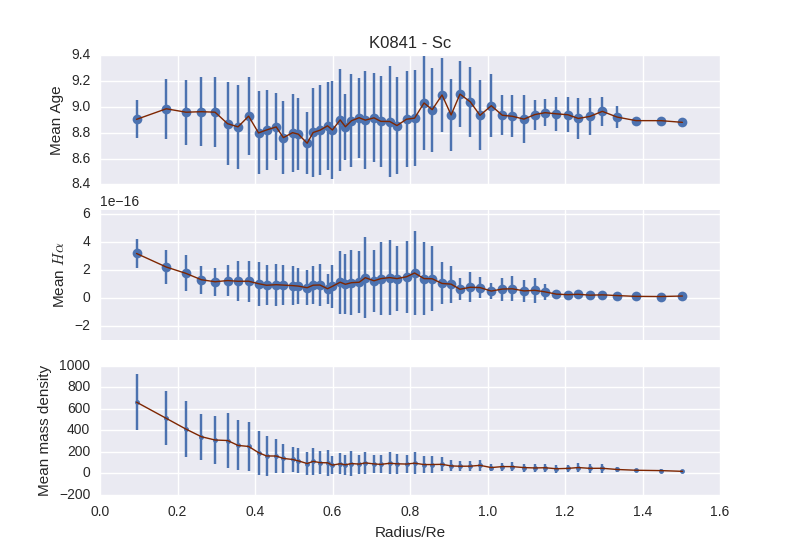 K0841 - Sc
9.4
9.2
9.0
8.8
8.6
8.4
Mean Age
1e−16
6
4
2
0
−2
Mean Hα
1000
800
600
400
200
0
−200
Mean mass density
0.0 0.2 0.4 0.6 0.8 1.0 1.2 1.4 1.6
Radius/Re